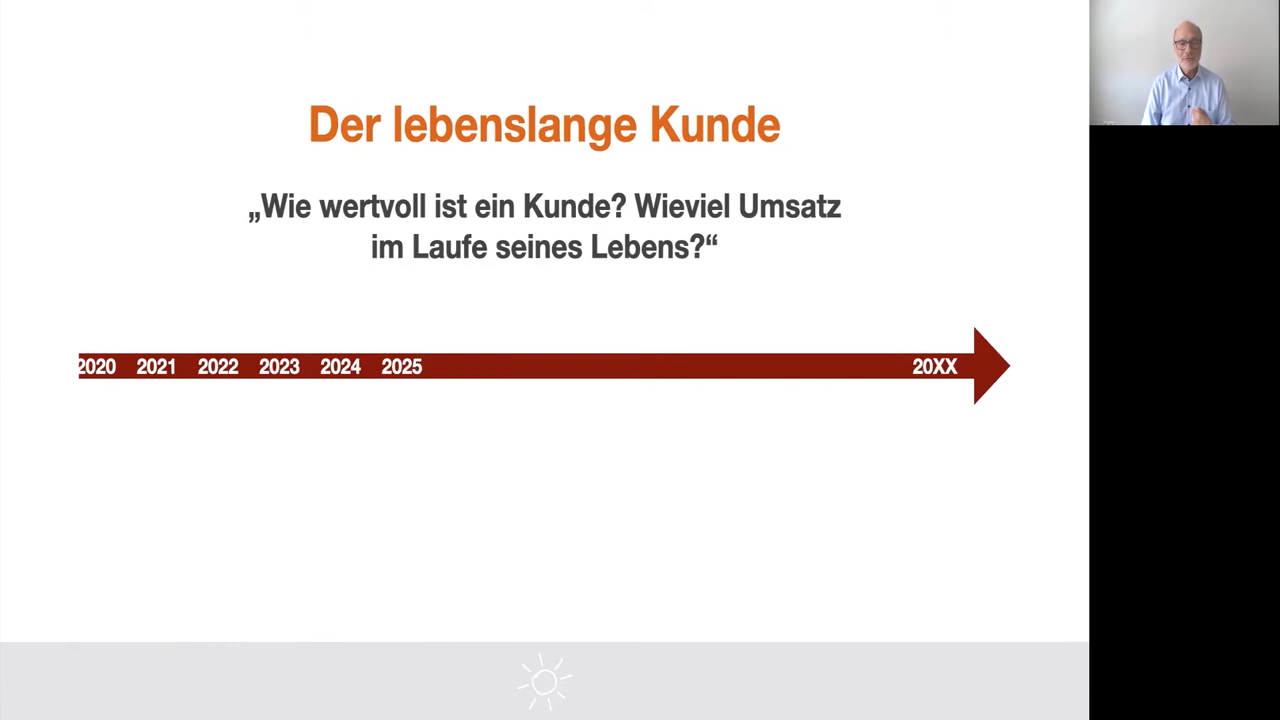 Der lebenslange Kunde
„Wie wertvoll ist ein Kunde? Wieviel Umsatz
im Laufe seines Lebens?“
2020 2021 2022 2023 2024 2025 20XX